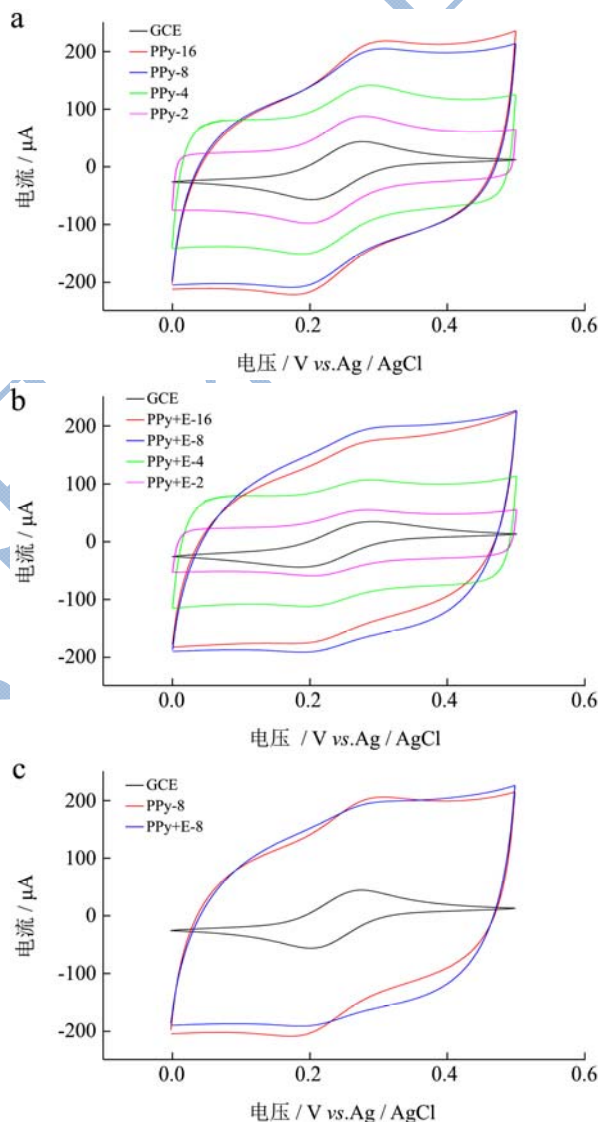 a
GCE
PPy-16
PPy-8
PPy-4
PPy-2
200
100
0
-100
-200
电流 / μA
0.0
0.2
0.4
0.6
电压 / V vs.Ag / AgCl
b
GCE
PPy+E-16
PPy+E-8
PPy+E-4
PPy+E-2
200
100
0
-100
-200
电流 / μA
0.0
0.2
0.4
0.6
电压 / V vs.Ag / AgCl
c
GCE
PPy-8
PPy+E-8
200
100
0
-100
-200
电流 / μA
0.0
0.2
0.4
0.6
电压 / V vs.Ag / AgCl